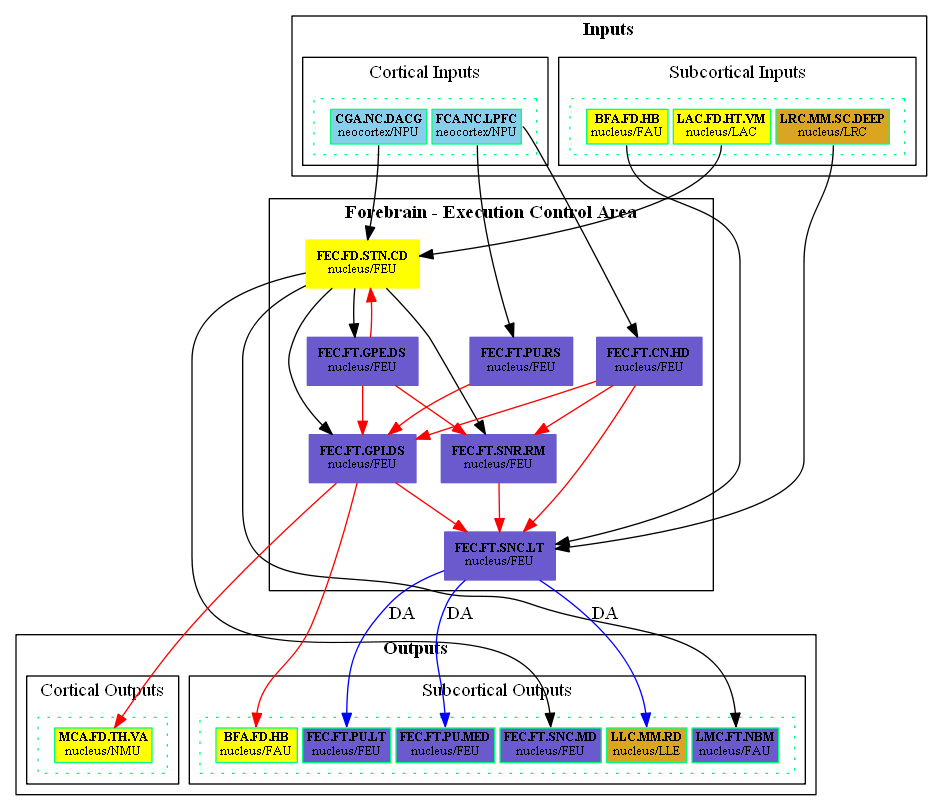 Inputs
Cortical Inputs
Subcortical Inputs
CGA.NC.DACG
neocortex/NPU
FCA.NC.LPFC
neocortex/NPU
BFA.FD.HB
nucleus/FAU
LAC.FD.HT.VM
nucleus/LAC
LRC.MM.SC.DEEP
nucleus/LRC
Forebrain - Execution Control Area
FEC.FD.STN.CD
nucleus/FEU
FEC.FT.GPE.DS
nucleus/FEU
FEC.FT.PU.RS
nucleus/FEU
FEC.FT.CN.HD
nucleus/FEU
FEC.FT.GPI.DS
nucleus/FEU
FEC.FT.SNR.RM
nucleus/FEU
FEC.FT.SNC.LT
nucleus/FEU
DA
DA
DA
Outputs
Cortical Outputs
Subcortical Outputs
MCA.FD.TH.VA
nucleus/NMU
BFA.FD.HB
nucleus/FAU
FEC.FT.PU.LT
nucleus/FEU
FEC.FT.PU.MED
nucleus/FEU
FEC.FT.SNC.MD
nucleus/FEU
LLC.MM.RD
nucleus/LLE
LMC.FT.NBM
nucleus/FAU